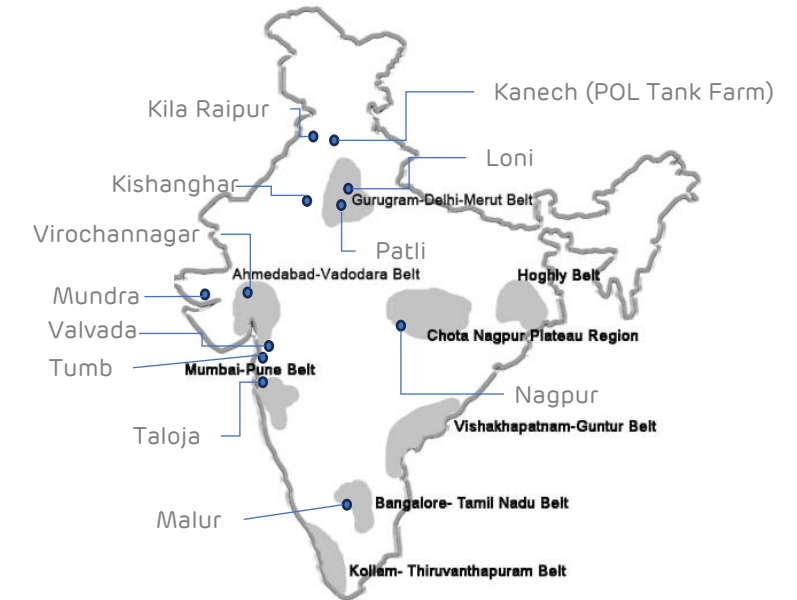 Kanech (POL Tank Farm)
Kila Raipur
Loni
Kishanghar
Gurugram-Delhi-Merut Belt
Virochannagar
Patli
Ahmedabad-Vadodara Belt
Hoghly Belt
Mundra
Valvada
Chota Nagpur Plateau Region
Tumb
Mumbai-Pune Belt
Nagpur
Vishakhapatnam-Guntur Belt
Taloja
Bangalore- Tamil Nadu Belt
Malur
Kollam- Thiruvanthapuram Belt